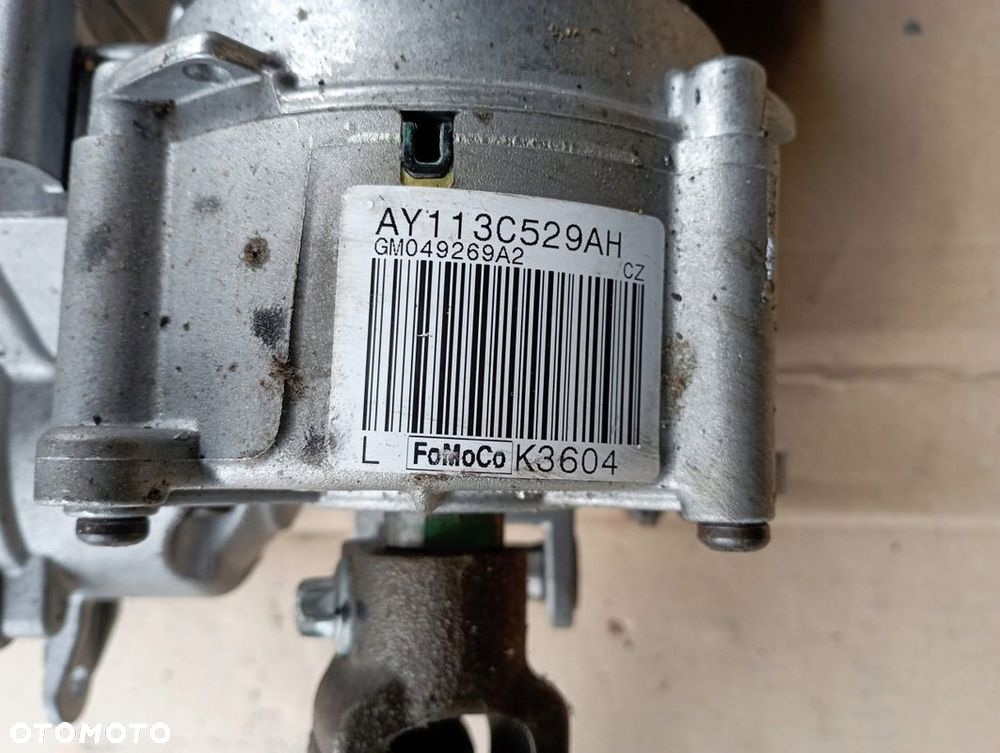 AY113C529AH
GM049269A2
CZ
L FoMoCo K3604
OTOMOTO